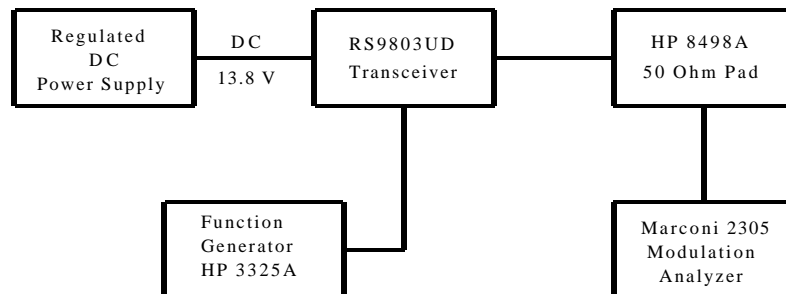 Regulated
DC
Power Supply
DC
13.8 V
RS9803UD
Transceiver
HP 8498A
50 Ohm Pad
Function
Generator
HP 3325A
Marconi 2305
Modulation
Analyzer